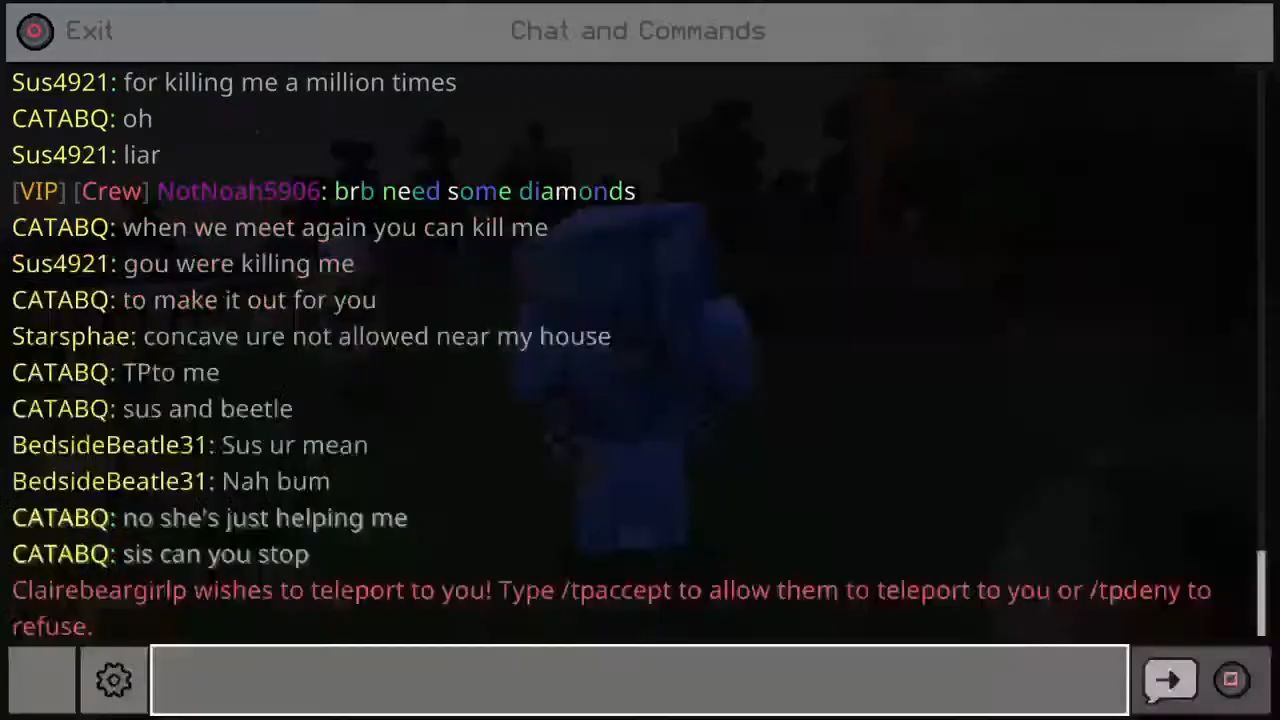 Exit
Chat and Commands
Sus4921: for killing me a million times
CATABQ: oh
Sus4921: liar
[VIP] [Crew] NotNoah5906: brb need some diamonds
CATABQ: when we meet again you can kill me
Sus4921: gou were killing me
CATABQ: to make it out for you
Starsphae: concave ure not allowed near my house
CATABQ: TPto me
CATABQ: sus and beetle
BedsideBeatle31: Sus ur mean
BedsideBeatle31: Nah bum
CATABQ: no she's just helping me
CATABQ: sis can you stop
Clairebeargirlp wishes to teleport to you! Type /tpaccept to allow them to teleport to you or /tpdeny to
refuse.